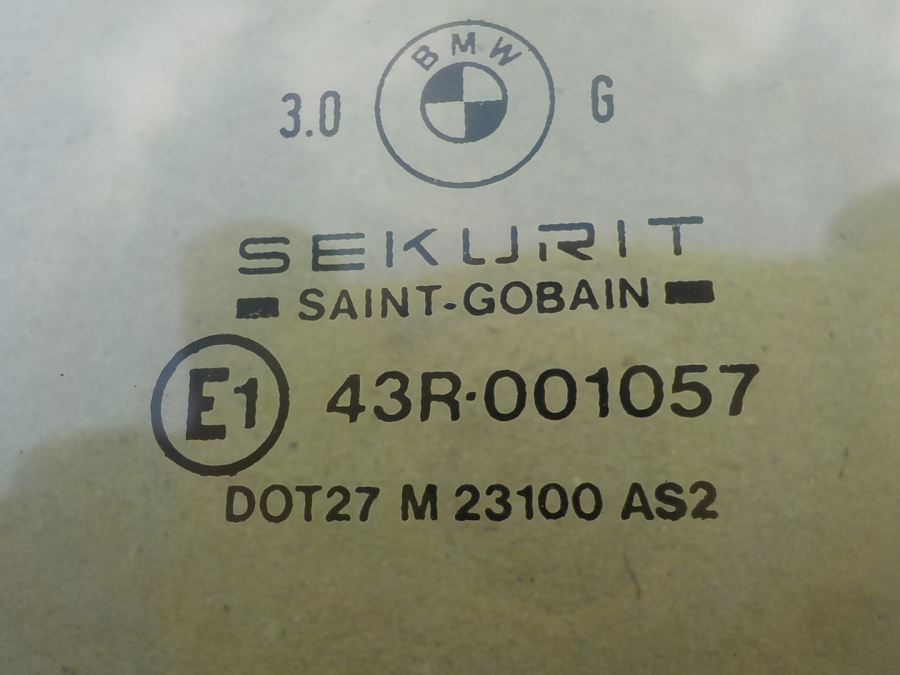 BMW
3.0 G
SEKURIT
SAINT-GOBAIN
E1 43R·001057
DOT27 M 23100 AS2